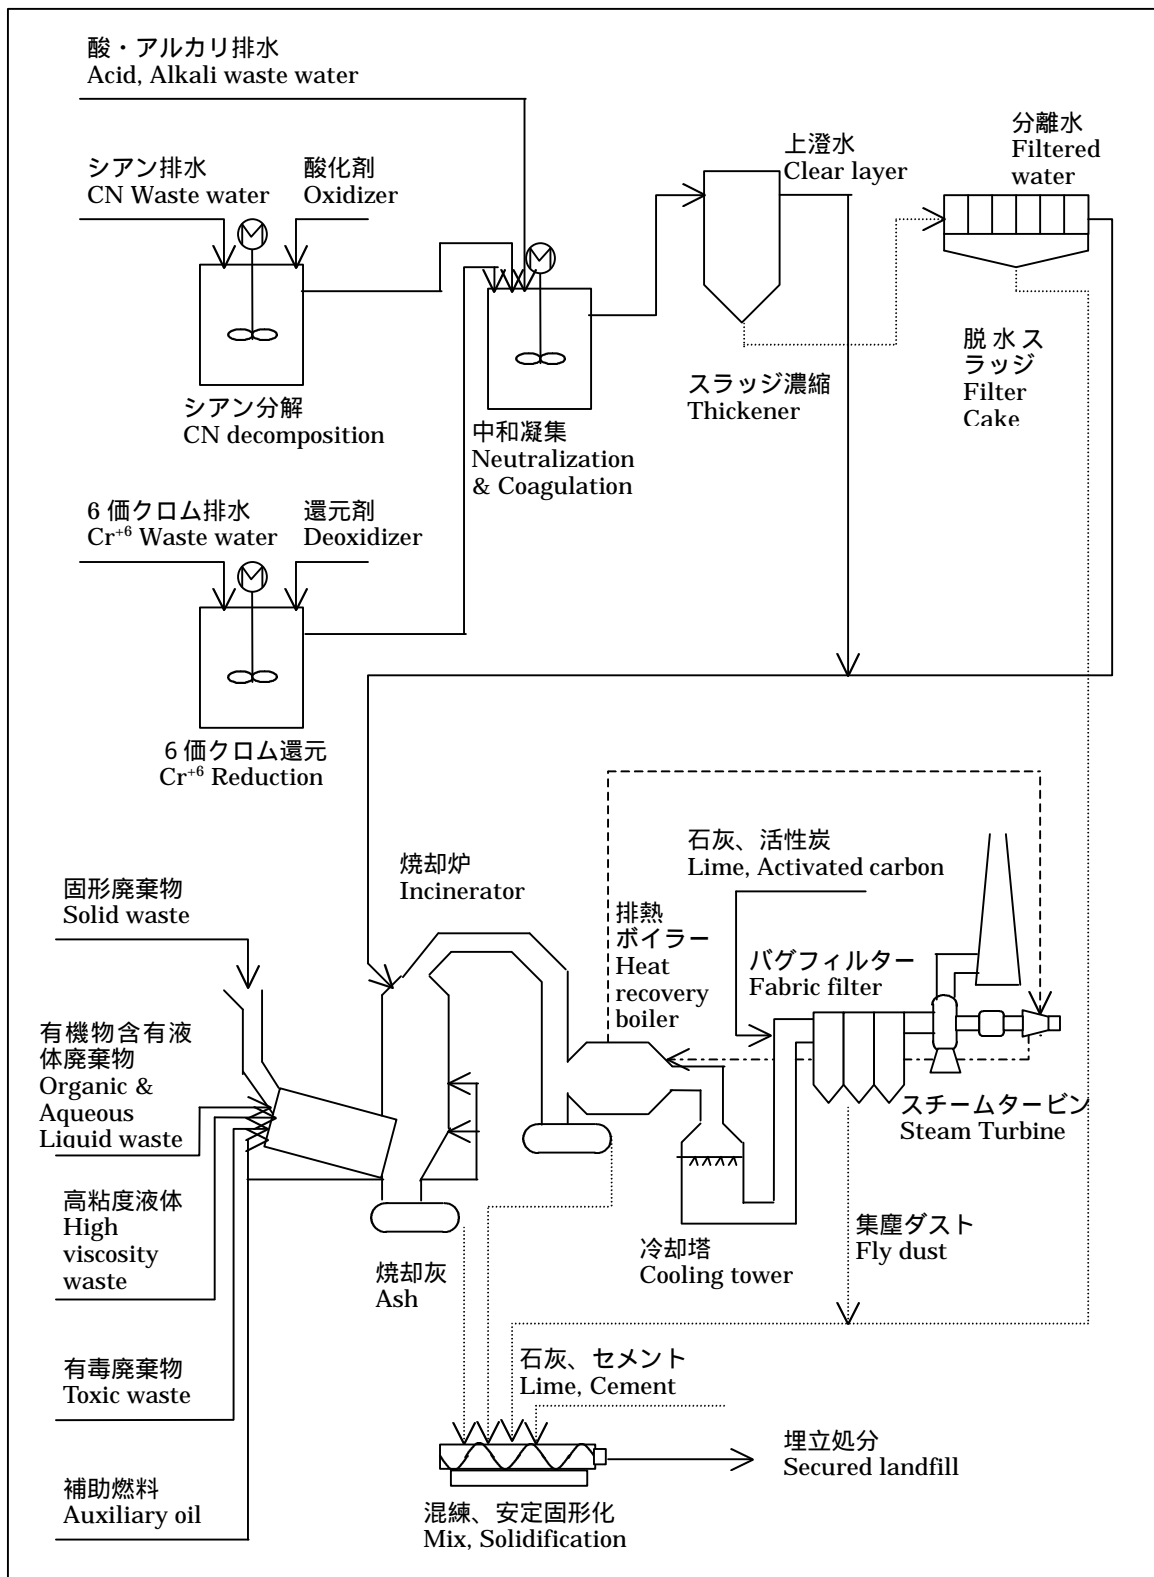 酸・アルカリ排水
Acid, Alkali waste water
シアン排水
CN Waste water
酸化剤
Oxidizer
上澄水
Clear layer
分離水
Filtered
water
M
M
シアン分解
CN decomposition
中和凝集
Neutralization
& Coagulation
スラッジ濃縮
Thickener
脱水ス
ラッジ
Filter
Cake
6 価クロム排水
Cr+6 Waste water
還元剤
Deoxidizer
M
6 価クロム還元
Cr+6 Reduction
固形廃棄物
Solid waste
焼却炉
Incinerator
石灰、活性炭
Lime, Activated carbon
排熱
ボイラー
Heat
recovery
boiler
バグフィルター
Fabric filter
有機物含有液
体廃棄物
Organic &
Aqueous
Liquid waste
スチームタービン
Steam Turbine
高粘度液体
High
viscosity
waste
焼却灰
Ash
冷却塔
Cooling tower
集塵ダスト
Fly dust
有毒廃棄物
Toxic waste
石灰、セメント
Lime, Cement
補助燃料
Auxiliary oil
混練、安定固形化
Mix, Solidification
埋立処分
Secured landfill